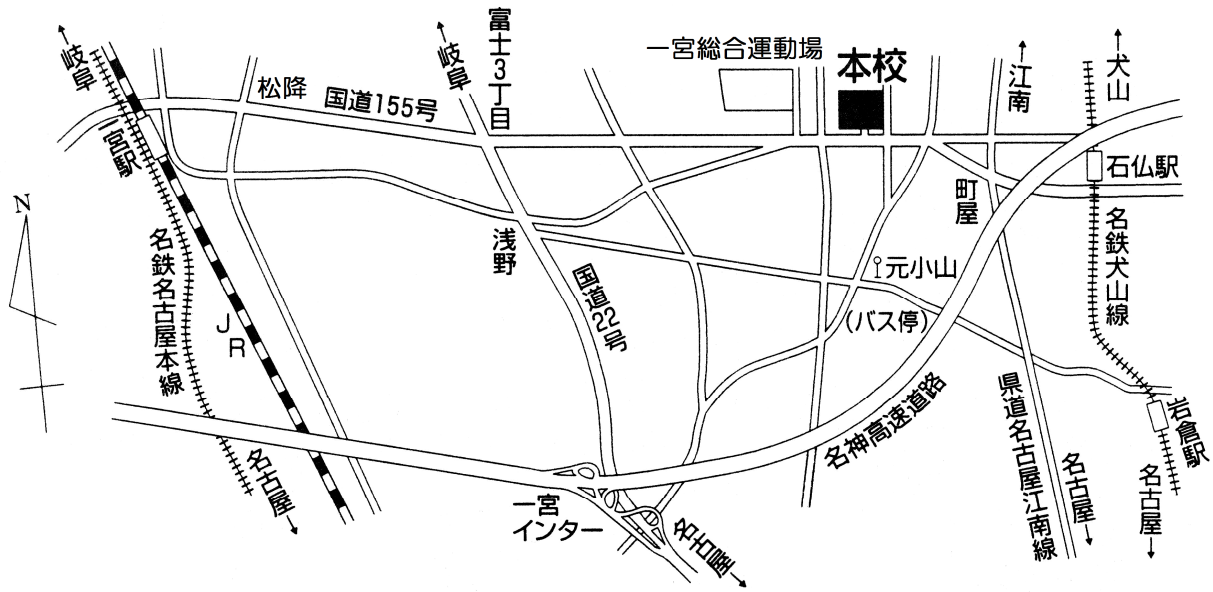 岐阜
岐阜
富士3丁目
一宮総合運動場
本校
江南
犬山
松降
国道155号
一宮駅
石仏駅
町屋
N
浅野
名鉄名古屋本線
名鉄犬山線
元小山
(バス停)
国道22号
JR
県道名古屋江南線
名神高速道路
岩倉駅
名古屋
一宮
インター
名古屋
名古屋
名古屋